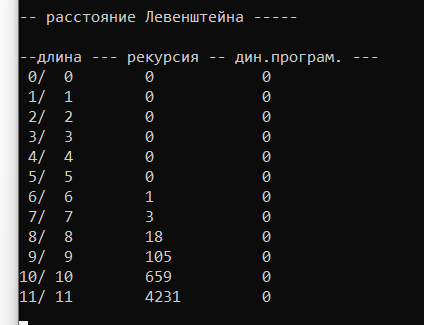 -- расстояние Левенштейна -----
--длина --- рекурсия -- дин.програм. ---
0/ 0 0 0
1/ 1 0 0
2/ 2 0 0
3/ 3 0 0
4/ 4 0 0
5/ 5 0 0
6/ 6 1 0
7/ 7 3 0
8/ 8 18 0
9/ 9 105 0
10/ 10 659 0
11/ 11 4231 0